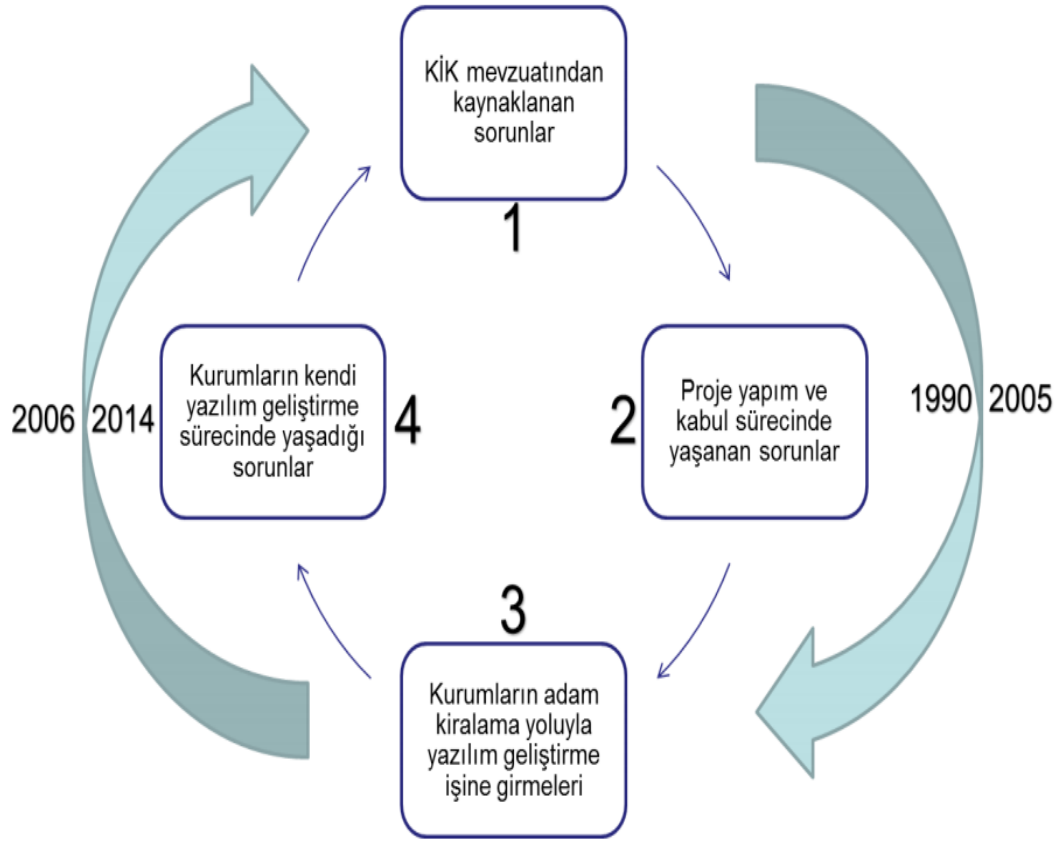 KİK mevzuatından
kaynaklanan
sorunlar
1
Proje yapım ve
kabul sürecinde
yaşanan sorunlar
2
1990 2005
3
Kurumların adam
kiralama yoluyla
yazılım geliştirme
işine girmeleri
Kurumların kendi
yazılım geliştirme
sürecinde yaşadığı
sorunlar
4
2006 2014